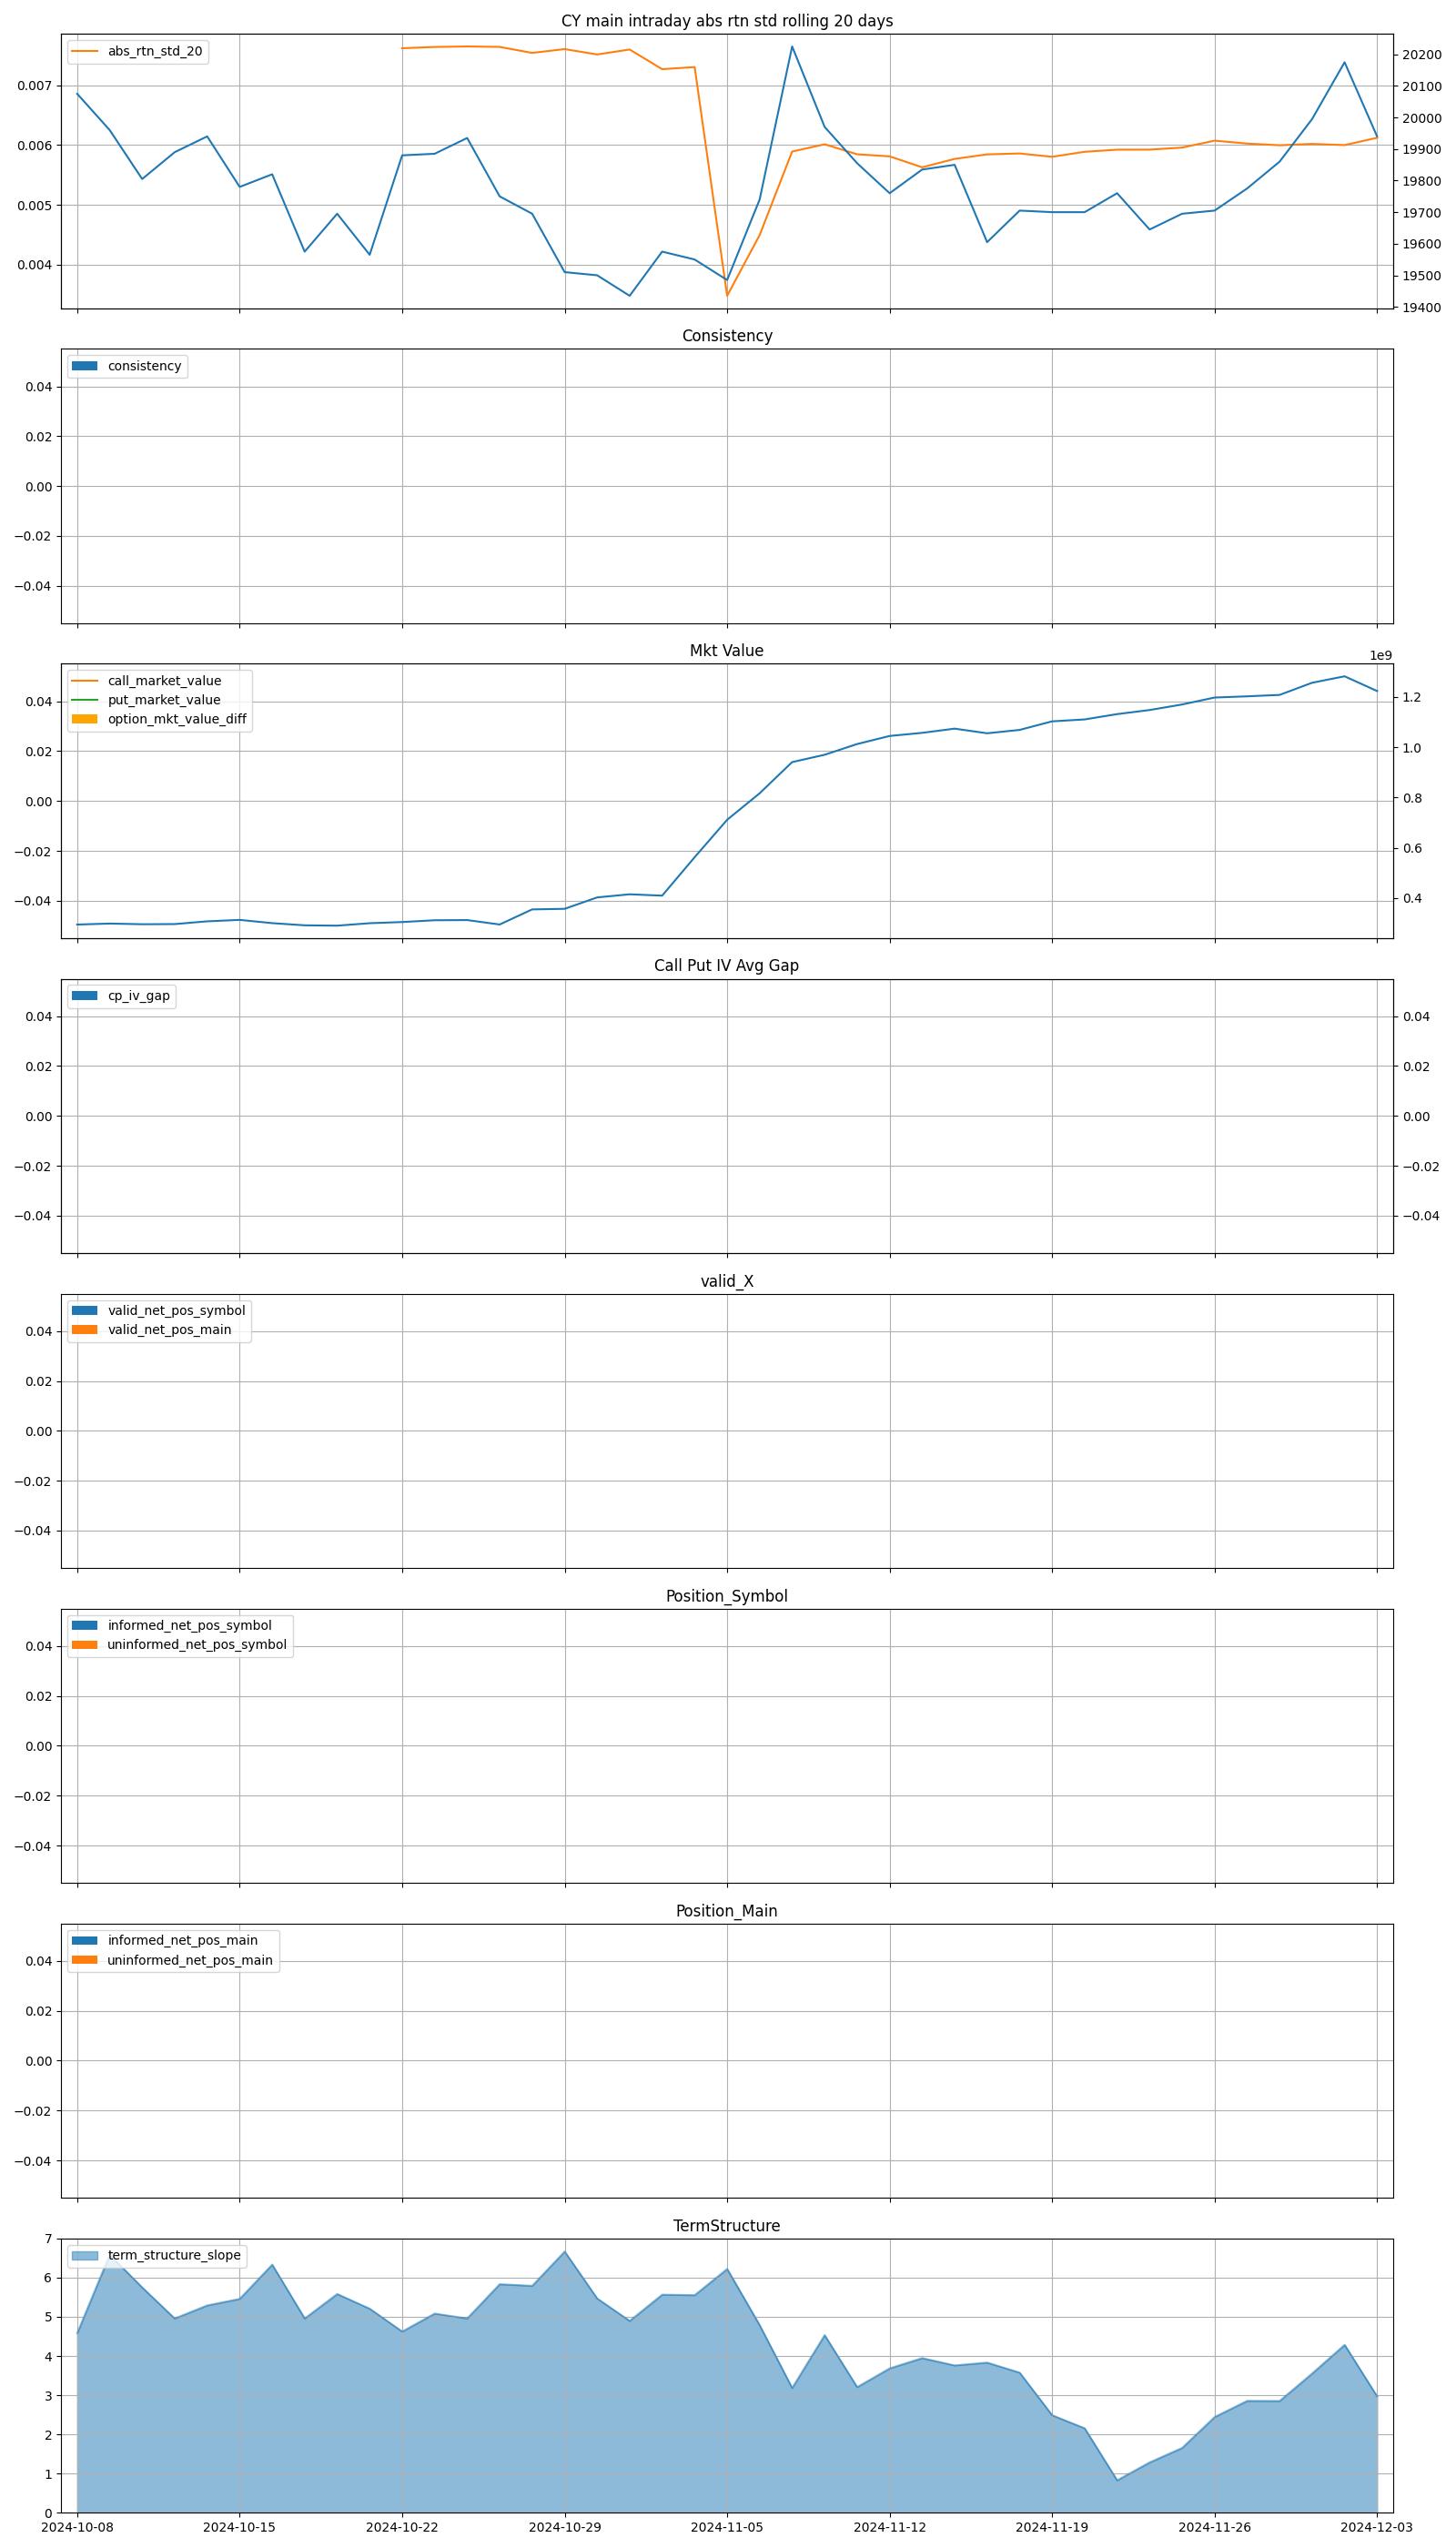 CY main intraday abs rtn std rolling 20 days
abs_rtn_std_20
0.007
0.006
0.005
0.004
20200
20100
20000
19900
19800
19700
19600
19500
19400
Consistency
consistency
0.04
0.02
0.00
−0.02
−0.04
Mkt Value
1e9
call_market_value
put_market_value
option_mkt_value_diff
0.04
0.02
0.00
−0.02
−0.04
1.2
1.0
0.8
0.6
0.4
Call Put IV Avg Gap
cp_iv_gap
0.04
0.02
0.00
−0.02
−0.04
0.04
0.02
0.00
−0.02
−0.04
valid_X
valid_net_pos_symbol
valid_net_pos_main
0.04
0.02
0.00
−0.02
−0.04
Position_Symbol
informed_net_pos_symbol
uninformed_net_pos_symbol
0.04
0.02
0.00
−0.02
−0.04
Position_Main
informed_net_pos_main
uninformed_net_pos_main
0.04
0.02
0.00
−0.02
−0.04
TermStructure
term_structure_slope
7
6
5
4
3
2
1
0
2024-10-08 2024-10-15 2024-10-22 2024-10-29 2024-11-05 2024-11-12 2024-11-19 2024-11-26 2024-12-03